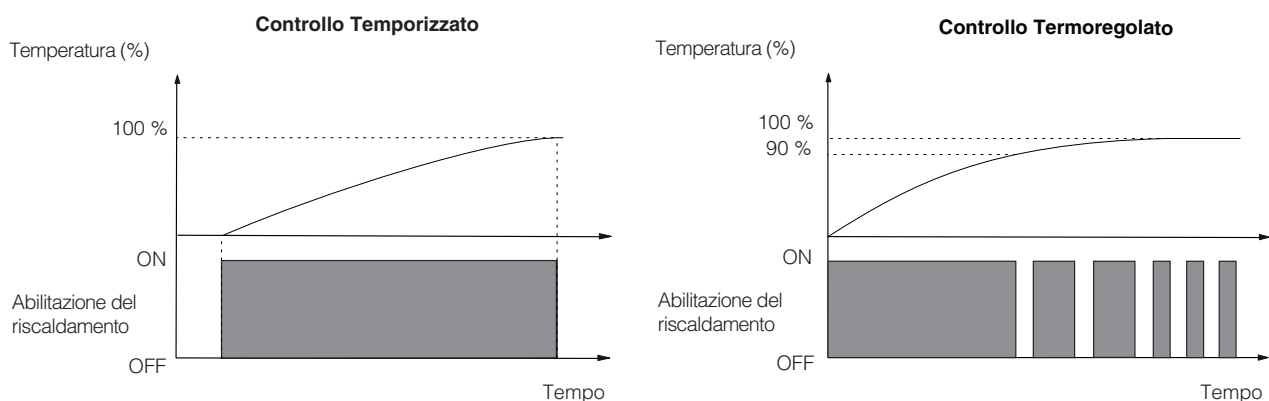 Controllo Temporizzato
Temperatura (%)
100 %
ON
Abilitazione del
riscaldamento
OFF
Tempo
Controllo Termoregolato
Temperatura (%)
100 %
90 %
ON
Abilitazione del
riscaldamento
OFF
Tempo